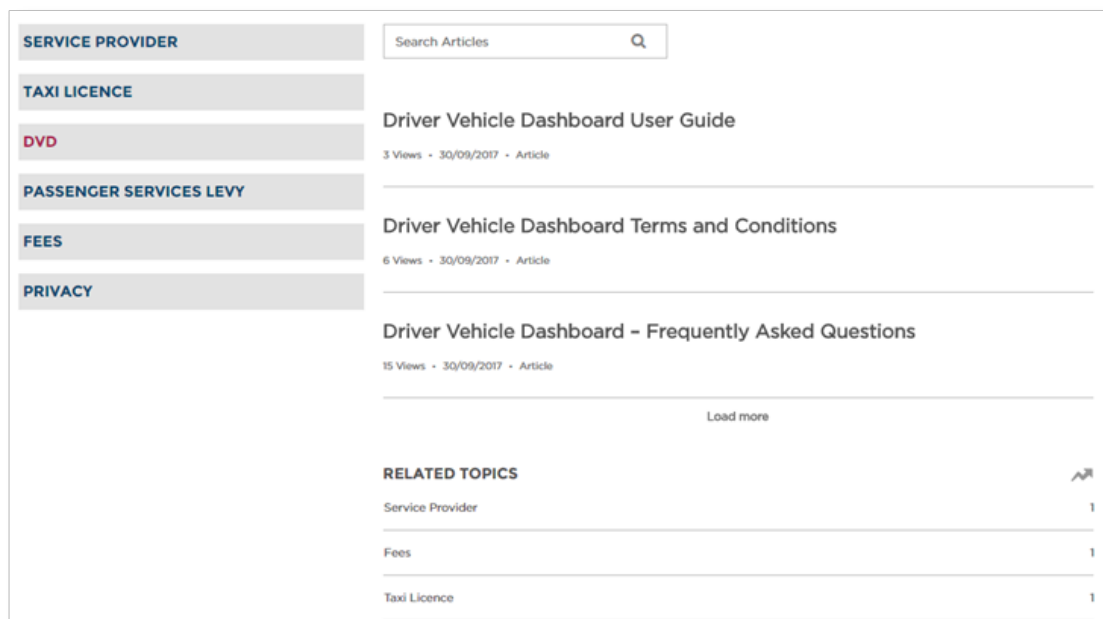 SERVICE PROVIDER
TAXI LICENCE
DVD
PASSENGER SERVICES LEVY
FEES
PRIVACY
Search Articles
Driver Vehicle Dashboard User Guide
3 Views • 30/09/2017 • Article
Driver Vehicle Dashboard Terms and Conditions
6 Views • 30/09/2017 • Article
Driver Vehicle Dashboard – Frequently Asked Questions
15 Views • 30/09/2017 • Article
Load more
RELATED TOPICS
Service Provider 1
Fees 1
Taxi Licence 1